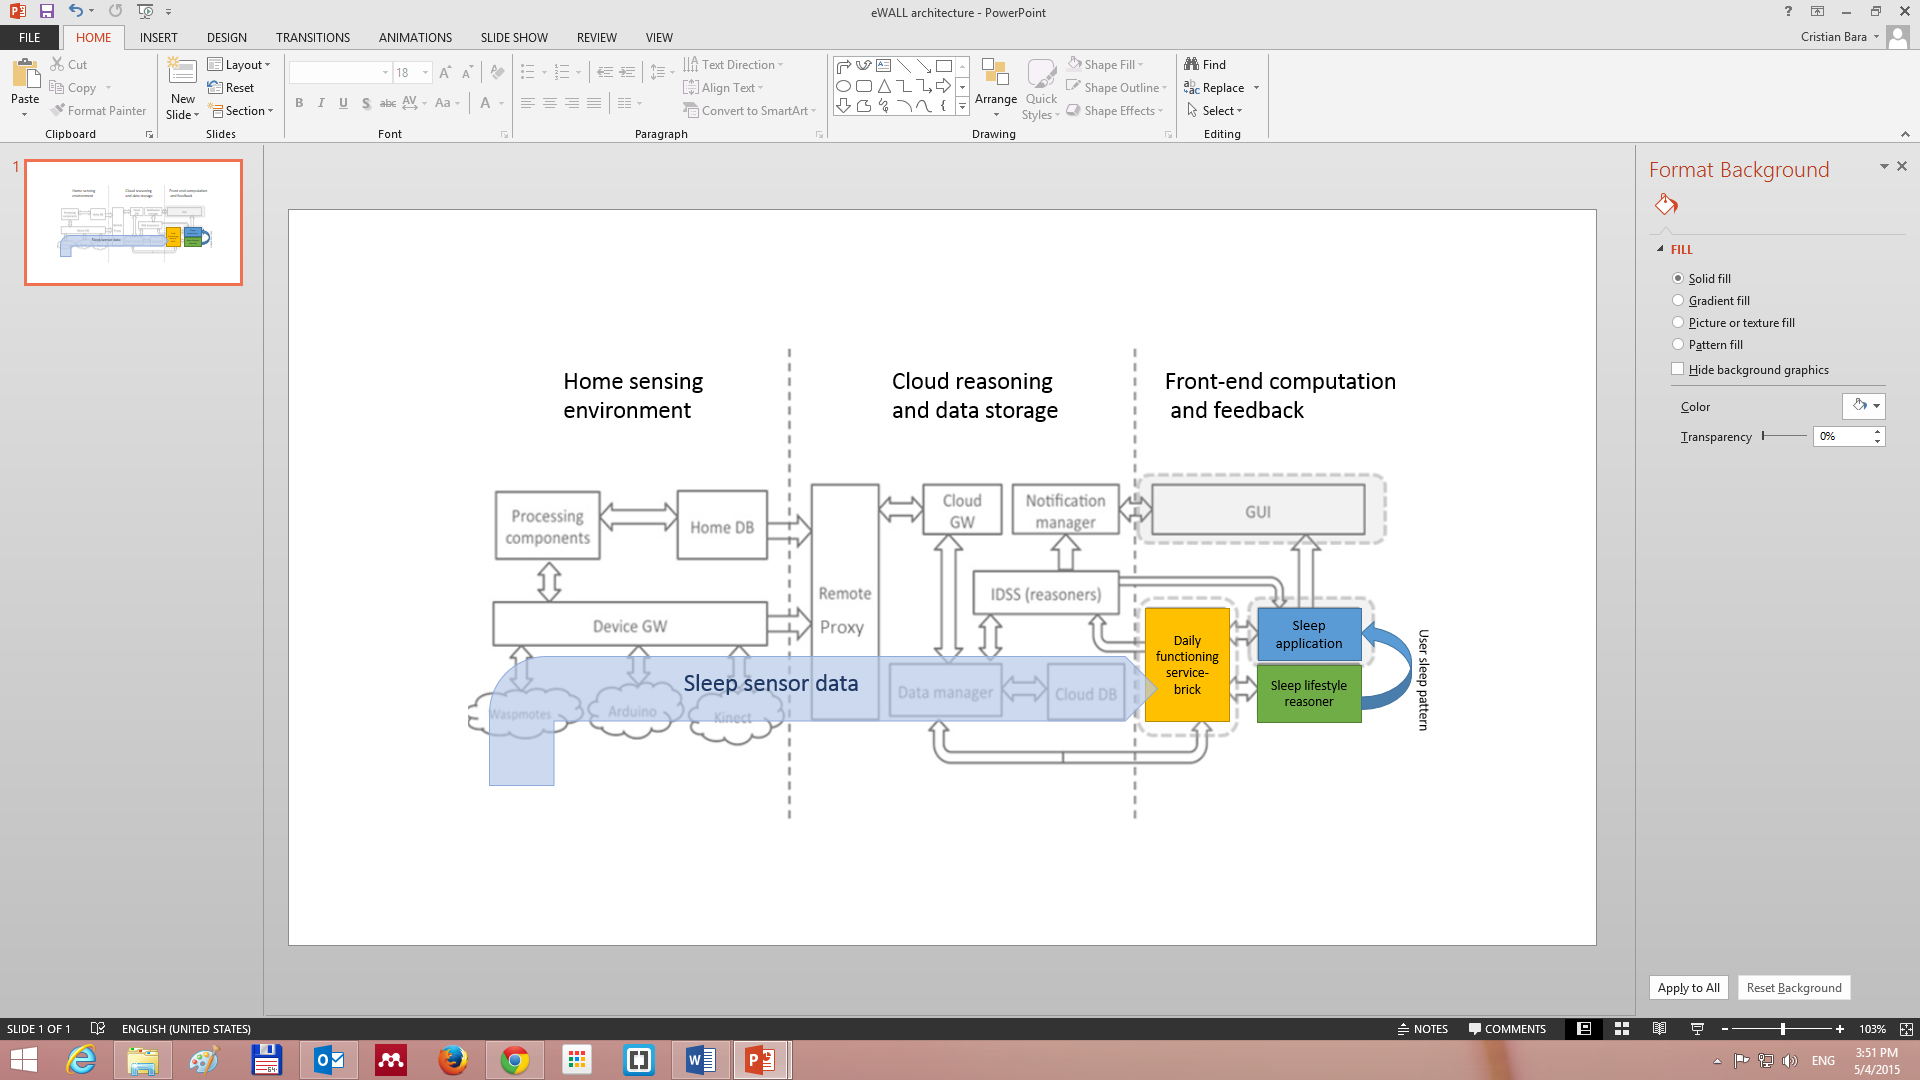 eWALL architecture - PowerPoint
?
FILE HOME INSERT DESIGN TRANSITIONS ANIMATIONS SLIDE SHOW REVIEW VIEW
Cristian Bara
Paste
Cut
Copy
Format Painter
Clipboard
New
Slide
Layout
Reset
Section
Slides
18
B I U S abc AV Aa A
Font
Text Direction
Align Text
Convert to SmartArt
Paragraph
Arrange
Quick
Styles
Shape Fill
Shape Outline
Shape Effects
Drawing
Find
Replace
Select
Editing
1
Home sensing
environment
Cloud reasoning
and data storage
Front-end computation
and feedback
Processing
components
Home DB
Device GW
Waspmotes
Arduino
Kinect
Remote
Proxy
Cloud
GW
Notification
manager
IDSS (reasoners)
Data manager
Cloud DB
GUI
Sleep sensor data
Daily
functioning
service-
brick
Sleep
application
Sleep lifestyle
reasoner
User sleep pattern
Format Background
FILL
Solid fill
Gradient fill
Picture or texture fill
Pattern fill
Hide background graphics
Color
Transparency
0%
Apply to All
Reset Background
SLIDE 1 OF 1
ENGLISH (UNITED STATES)
NOTES
COMMENTS
103%
ENG
3:51 PM
5/4/2015